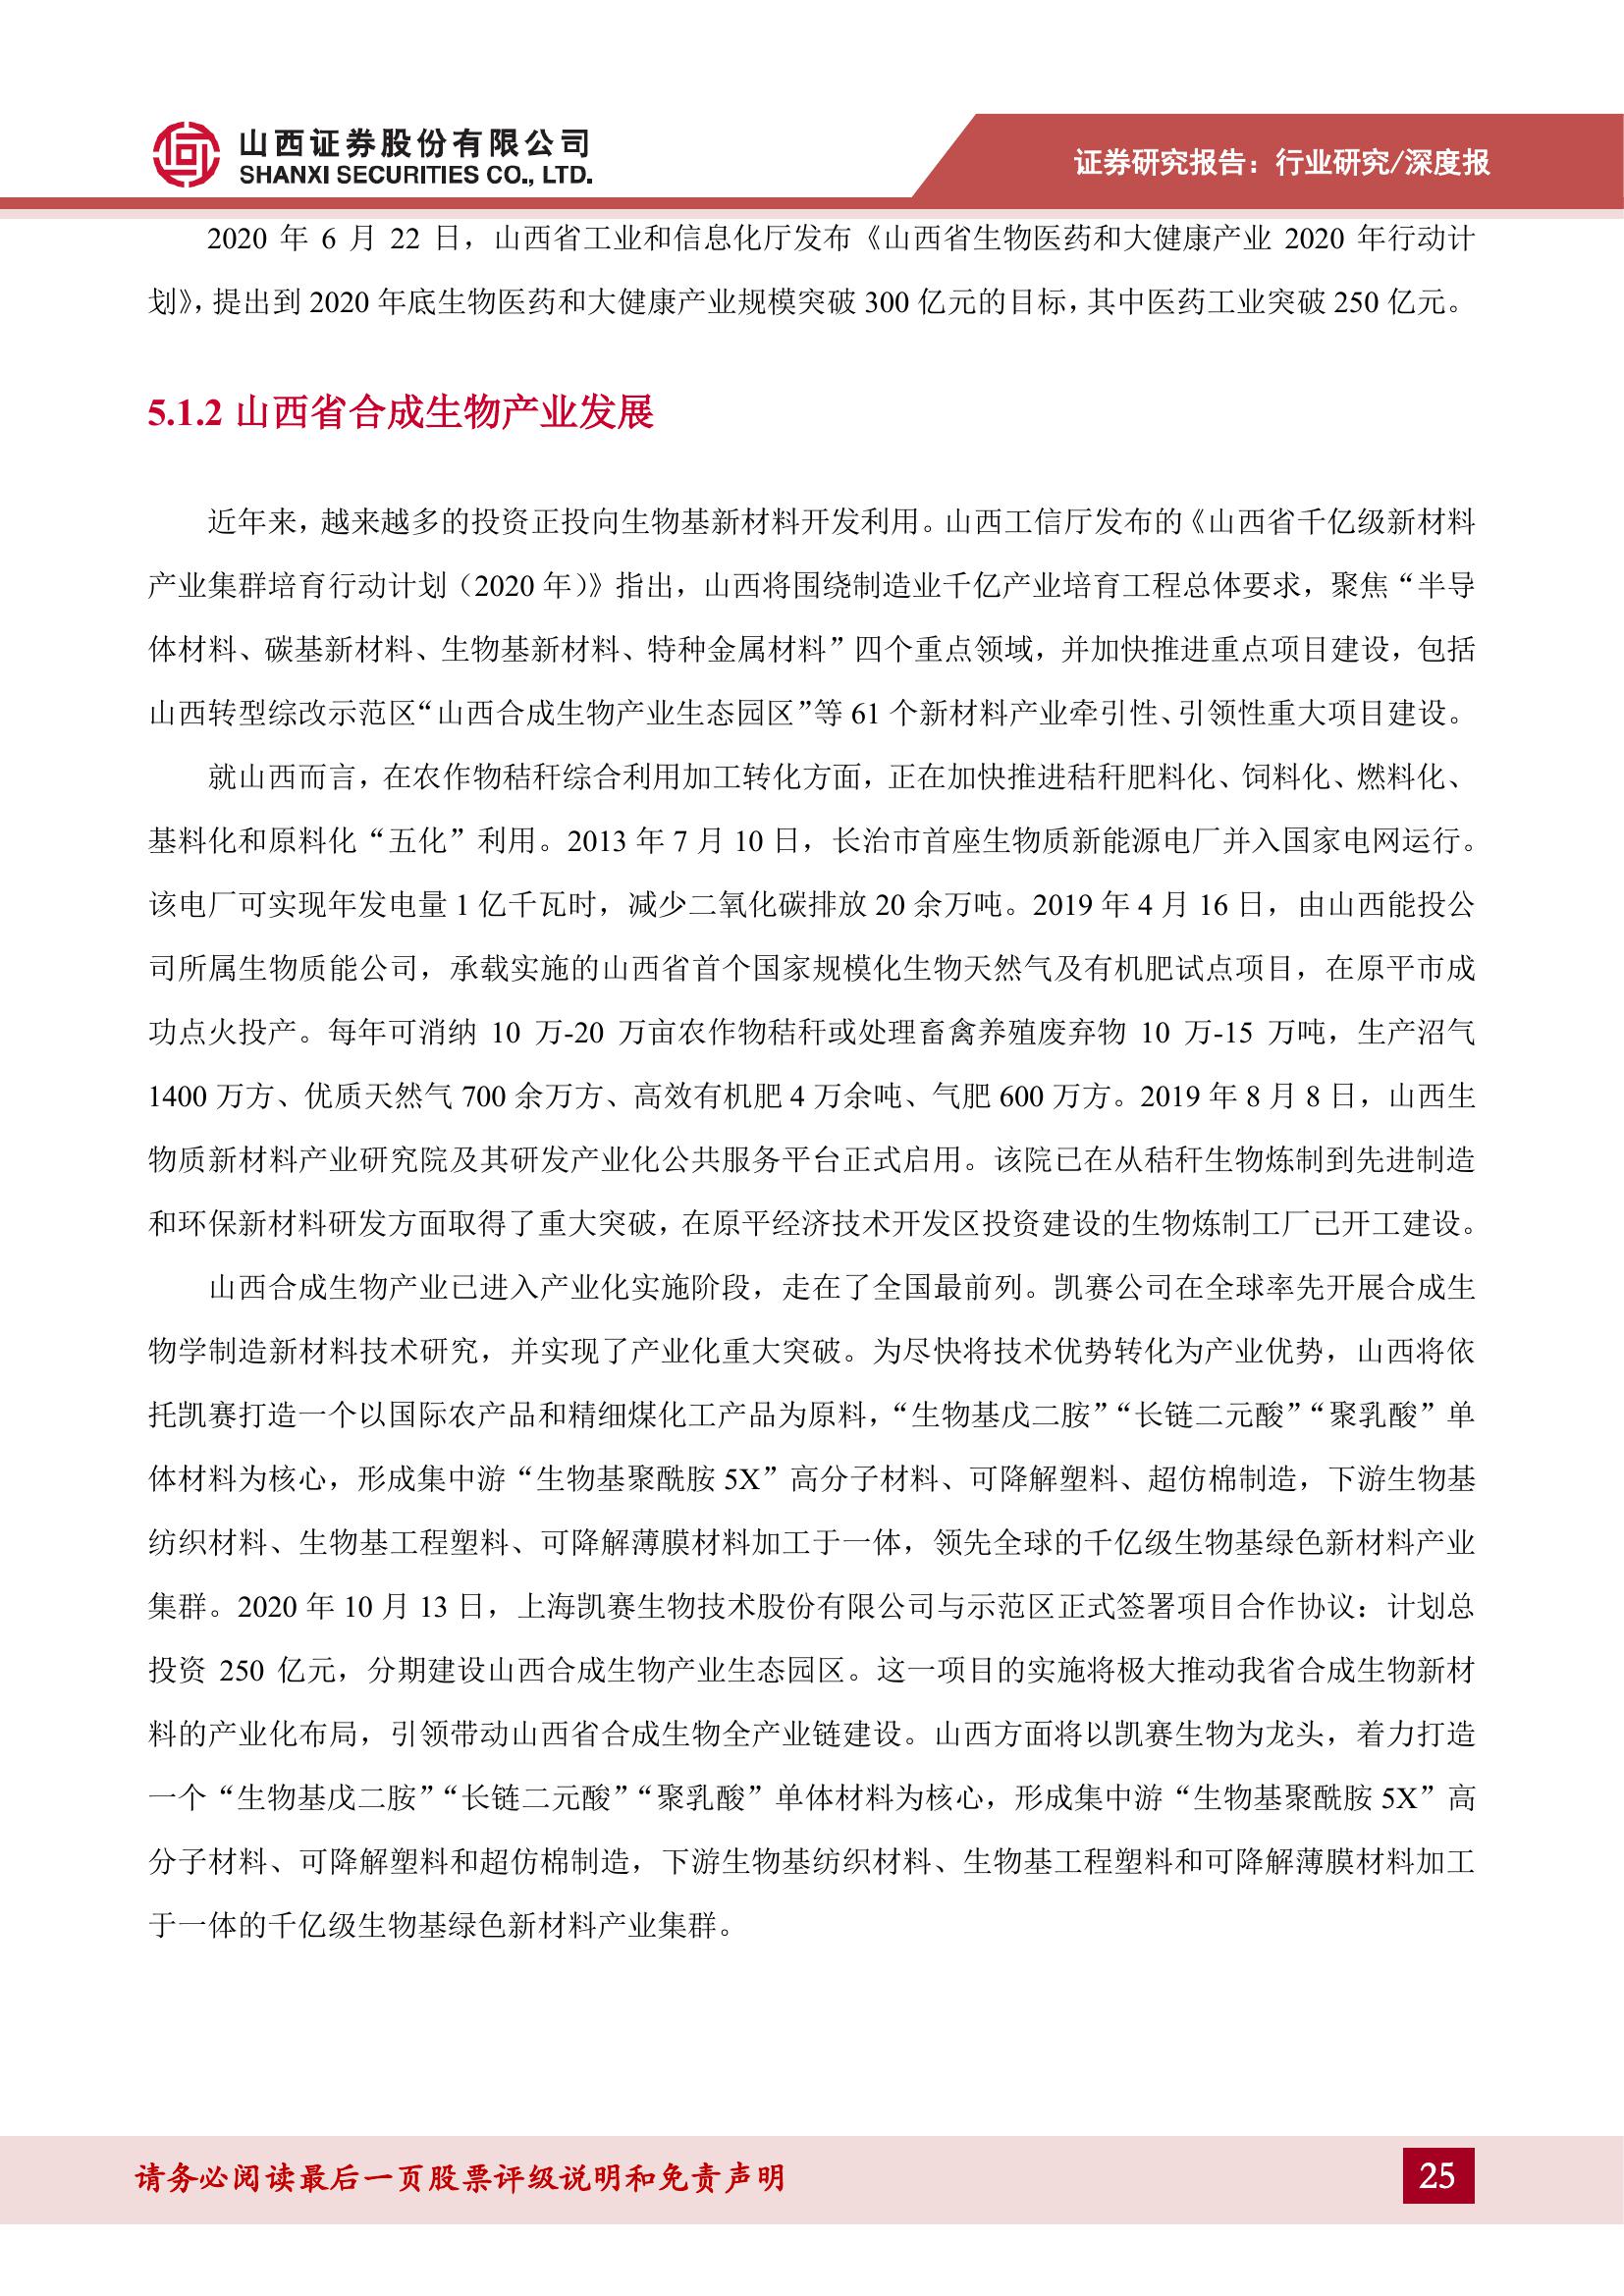 山西证券股份有限公司
SHANXI SECURITIES CO., LTD.
证券研究报告：行业研究/深度报
2020 年 6 月 22 日，山西省工业和信息化厅发布《山西省生物医药和大健康产业 2020 年行动计
划》，提出到 2020 年底生物医药和大健康产业规模突破 300 亿元的目标，其中医药工业突破 250 亿元。
5.1.2 山西省合成生物产业发展
近年来，越来越多的投资正投向生物基新材料开发利用。山西工信厅发布的《山西省千亿级新材料
产业集群培育行动计划（2020 年）》指出，山西将围绕制造业千亿产业培育工程总体要求，聚焦“半导
体材料、碳基新材料、生物基新材料、特种金属材料”四个重点领域，并加快推进重点项目建设，包括
山西转型综改示范区“山西合成生物产业生态园区”等 61 个新材料产业牵引性、引领性重大项目建设。
就山西而言，在农作物秸秆综合利用加工转化方面，正在加快推进秸秆肥料化、饲料化、燃料化、
基料化和原料化“五化”利用。2013 年 7 月 10 日，长治市首座生物质新能源电厂并入国家电网运行。
该电厂可实现年发电量 1 亿千瓦时，减少二氧化碳排放 20 余万吨。2019 年 4 月 16 日，由山西能投公
司所属生物质能公司，承载实施的山西省首个国家规模化生物天然气及有机肥试点项目，在原平市成
功点火投产。每年可消纳 10 万-20 万亩农作物秸秆或处理畜禽养殖废弃物 10 万-15 万吨，生产沼气
1400 万方、优质天然气 700 余万方、高效有机肥 4 万余吨、气肥 600 万方。2019 年 8 月 8 日，山西生
物质新材料产业研究院及其研发产业化公共服务平台正式启用。该院已在从秸秆生物炼制到先进制造
和环保新材料研发方面取得了重大突破，在原平经济技术开发区投资建设的生物炼制工厂已开工建设。
山西合成生物产业已进入产业化实施阶段，走在了全国最前列。凯赛公司在全球率先开展合成生
物学制造新材料技术研究，并实现了产业化重大突破。为尽快将技术优势转化为产业优势，山西将依
托凯赛打造一个以国际农产品和精细煤化工产品为原料，“生物基戊二胺”“长链二元酸”“聚乳酸”单
体材料为核心，形成集中游“生物基聚酰胺 5X”高分子材料、可降解塑料、超仿棉制造，下游生物基
纺织材料、生物基工程塑料、可降解薄膜材料加工于一体，领先全球的千亿级生物基绿色新材料产业
集群。2020 年 10 月 13 日，上海凯赛生物技术股份有限公司与示范区正式签署项目合作协议：计划总
投资 250 亿元，分期建设山西合成生物产业生态园区。这一项目的实施将极大推动我省合成生物新材
料的产业化布局，引领带动山西省合成生物全产业链建设。山西方面将以凯赛生物为龙头，着力打造
一个“生物基戊二胺”“长链二元酸”“聚乳酸”单体材料为核心，形成集中游“生物基聚酰胺 5X”高
分子材料、可降解塑料和超仿棉制造，下游生物基纺织材料、生物基工程塑料和可降解薄膜材料加工
于一体的千亿级生物基绿色新材料产业集群。
请务必阅读最后一页股票评级说明和免责声明
25